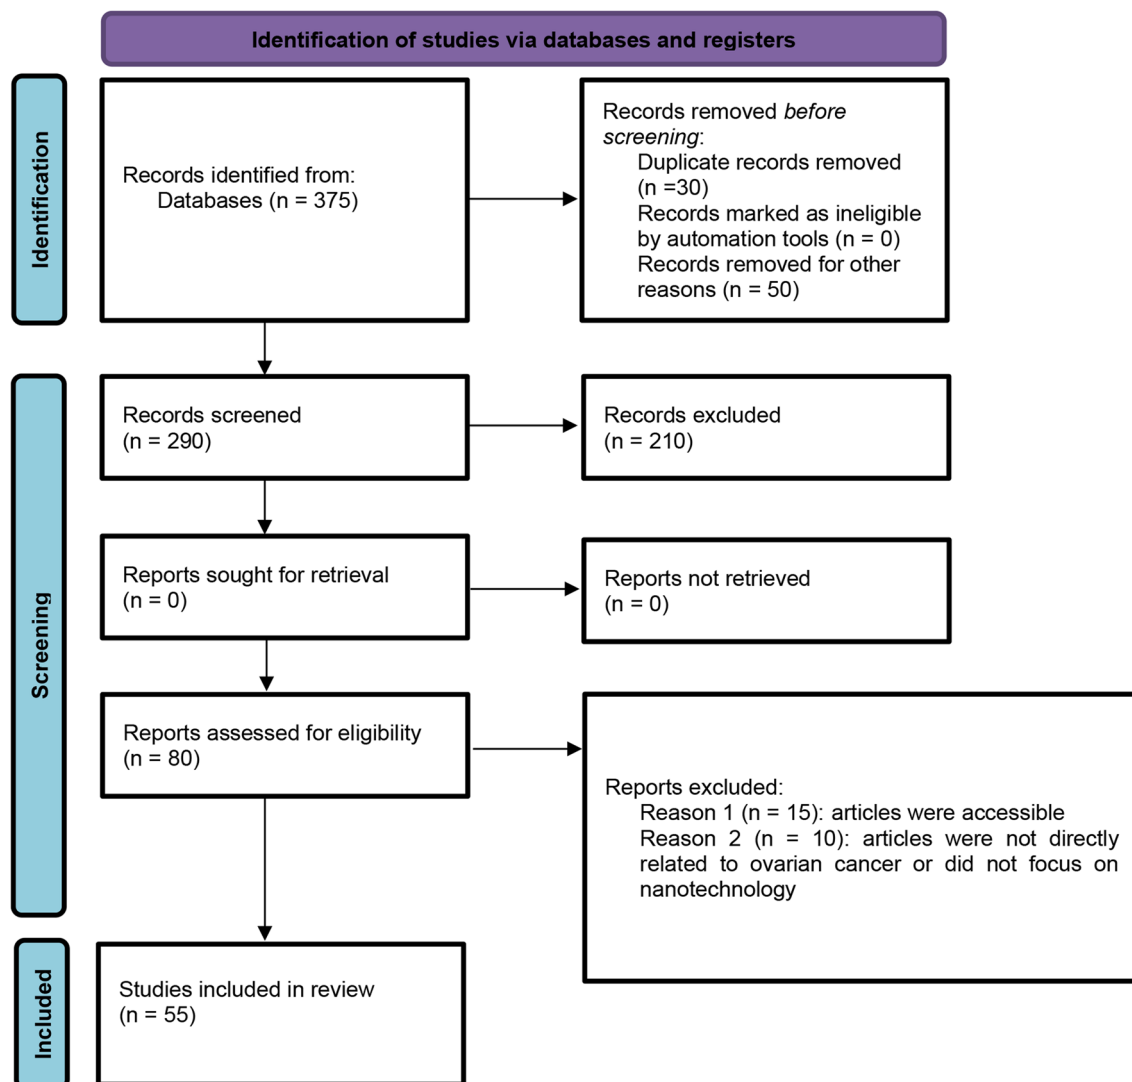 Identification of studies via databases and registers
Identification
Records identified from:
Databases (n = 375)
Records removed before
screening:
Duplicate records removed
(n =30)
Records marked as ineligible
by automation tools (n = 0)
Records removed for other
reasons (n = 50)
Screening
Records screened
(n = 290)
Records excluded
(n = 210)
Reports sought for retrieval
(n = 0)
Reports not retrieved
(n = 0)
Reports assessed for eligibility
(n = 80)
Reports excluded:
Reason 1 (n = 15): articles were accessible
Reason 2 (n = 10): articles were not directly
related to ovarian cancer or did not focus on
nanotechnology
Included
Studies included in review
(n = 55)